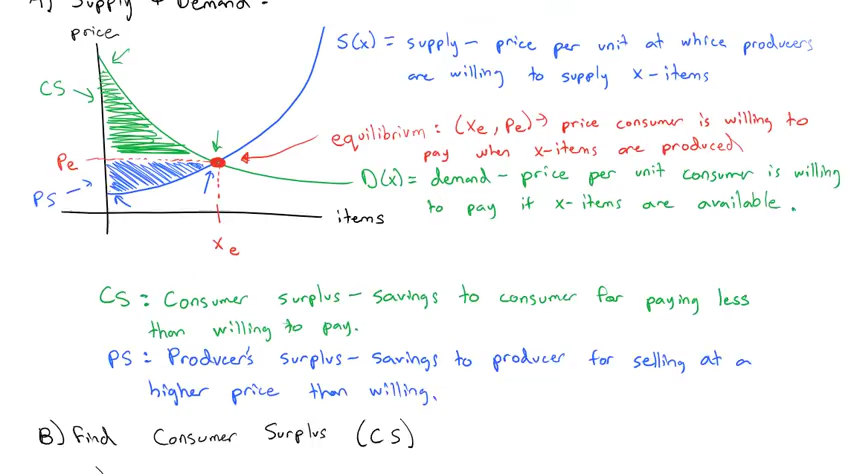 A) Supply + Demand:
price
S(x) = supply – price per unit at whice producers
are willing to supply x-items
CS
equilibrium: (xe, Pe) → price consumer is willing to
pay when x-items are produced
Pe
D(x) = demand – price per unit consumer is willing
to pay if x-items are available.
PS
items
xe
CS: Consumer surplus – savings to consumer for paying less
than willing to pay.
PS: Producer's surplus – savings to producer for selling at a
higher price than willing.
B) Find Consumer Surplus (CS)